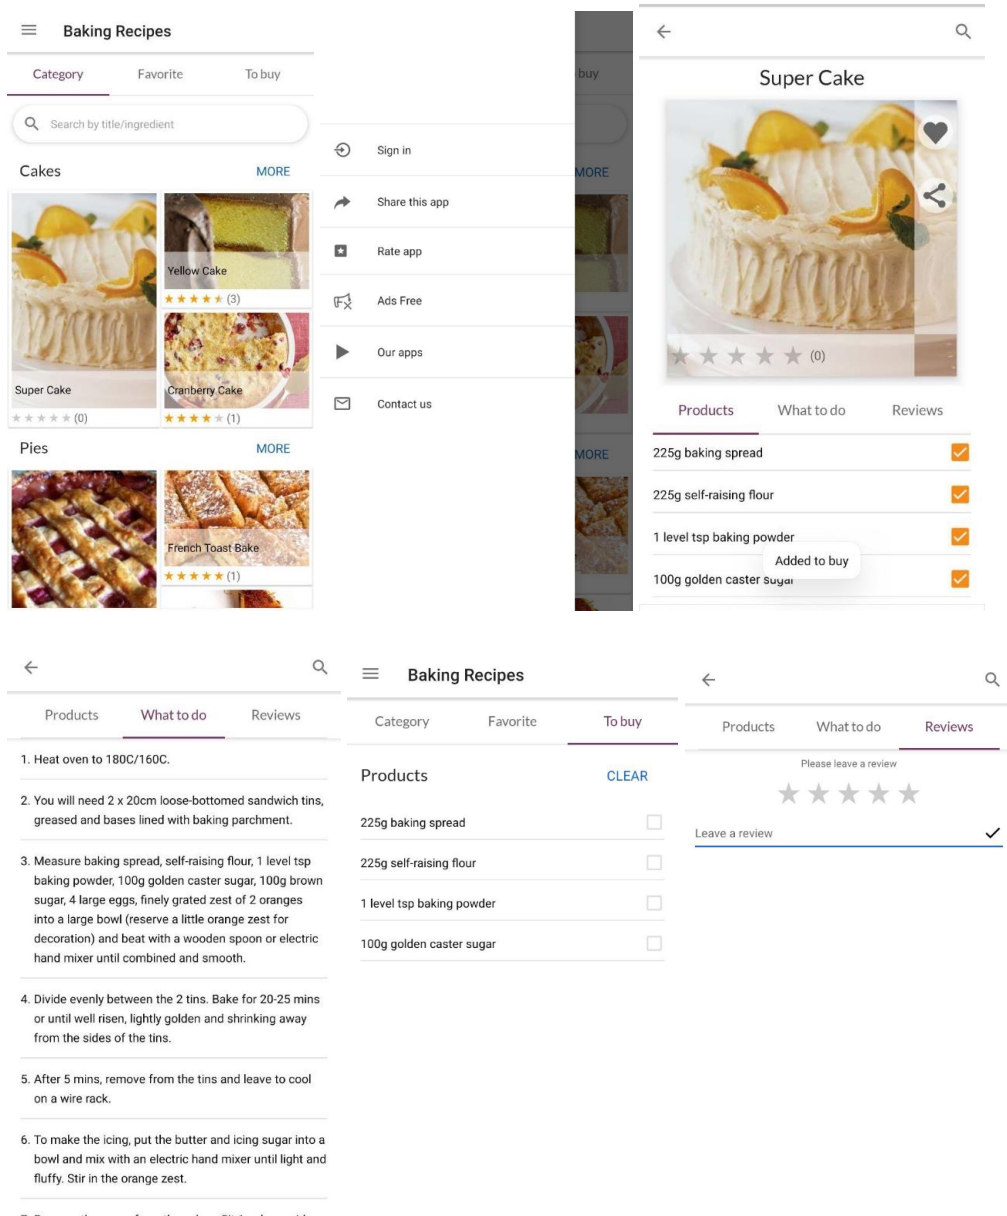 Baking Recipes
Category
Favorite
To buy
Search by title/ingredient
Cakes
MORE
Super Cake
(0)
Yellow Cake
(3)
Cranberry Cake
(1)
Pies
MORE
French Toast Bake
(1)
Sign in
Share this app
Rate app
Ads Free
Our apps
Contact us
buy
MORE
MORE
Super Cake
(0)
Products
What to do
Reviews
225g baking spread
225g self-raising flour
1 level tsp baking powder
Added to buy
100g golden caster sugar
Products
What to do
Reviews
1. Heat oven to 180C/160C.
2. You will need 2 x 20cm loose-bottomed sandwich tins,
greased and bases lined with baking parchment.
3. Measure baking spread, self-raising flour, 1 level tsp
baking powder, 100g golden caster sugar, 100g brown
sugar, 4 large eggs, finely grated zest of 2 oranges
into a large bowl (reserve a little orange zest for
decoration) and beat with a wooden spoon or electric
hand mixer until combined and smooth.
4. Divide evenly between the 2 tins. Bake for 20-25 mins
or until well risen, lightly golden and shrinking away
from the sides of the tins.
5. After 5 mins, remove from the tins and leave to cool
on a wire rack.
6. To make the icing, put the butter and icing sugar into a
bowl and mix with an electric hand mixer until light and
fluffy. Stir in the orange zest.
Baking Recipes
Category
Favorite
To buy
Products
CLEAR
225g baking spread
225g self-raising flour
1 level tsp baking powder
100g golden caster sugar
Products
What to do
Reviews
Please leave a review
Leave a review